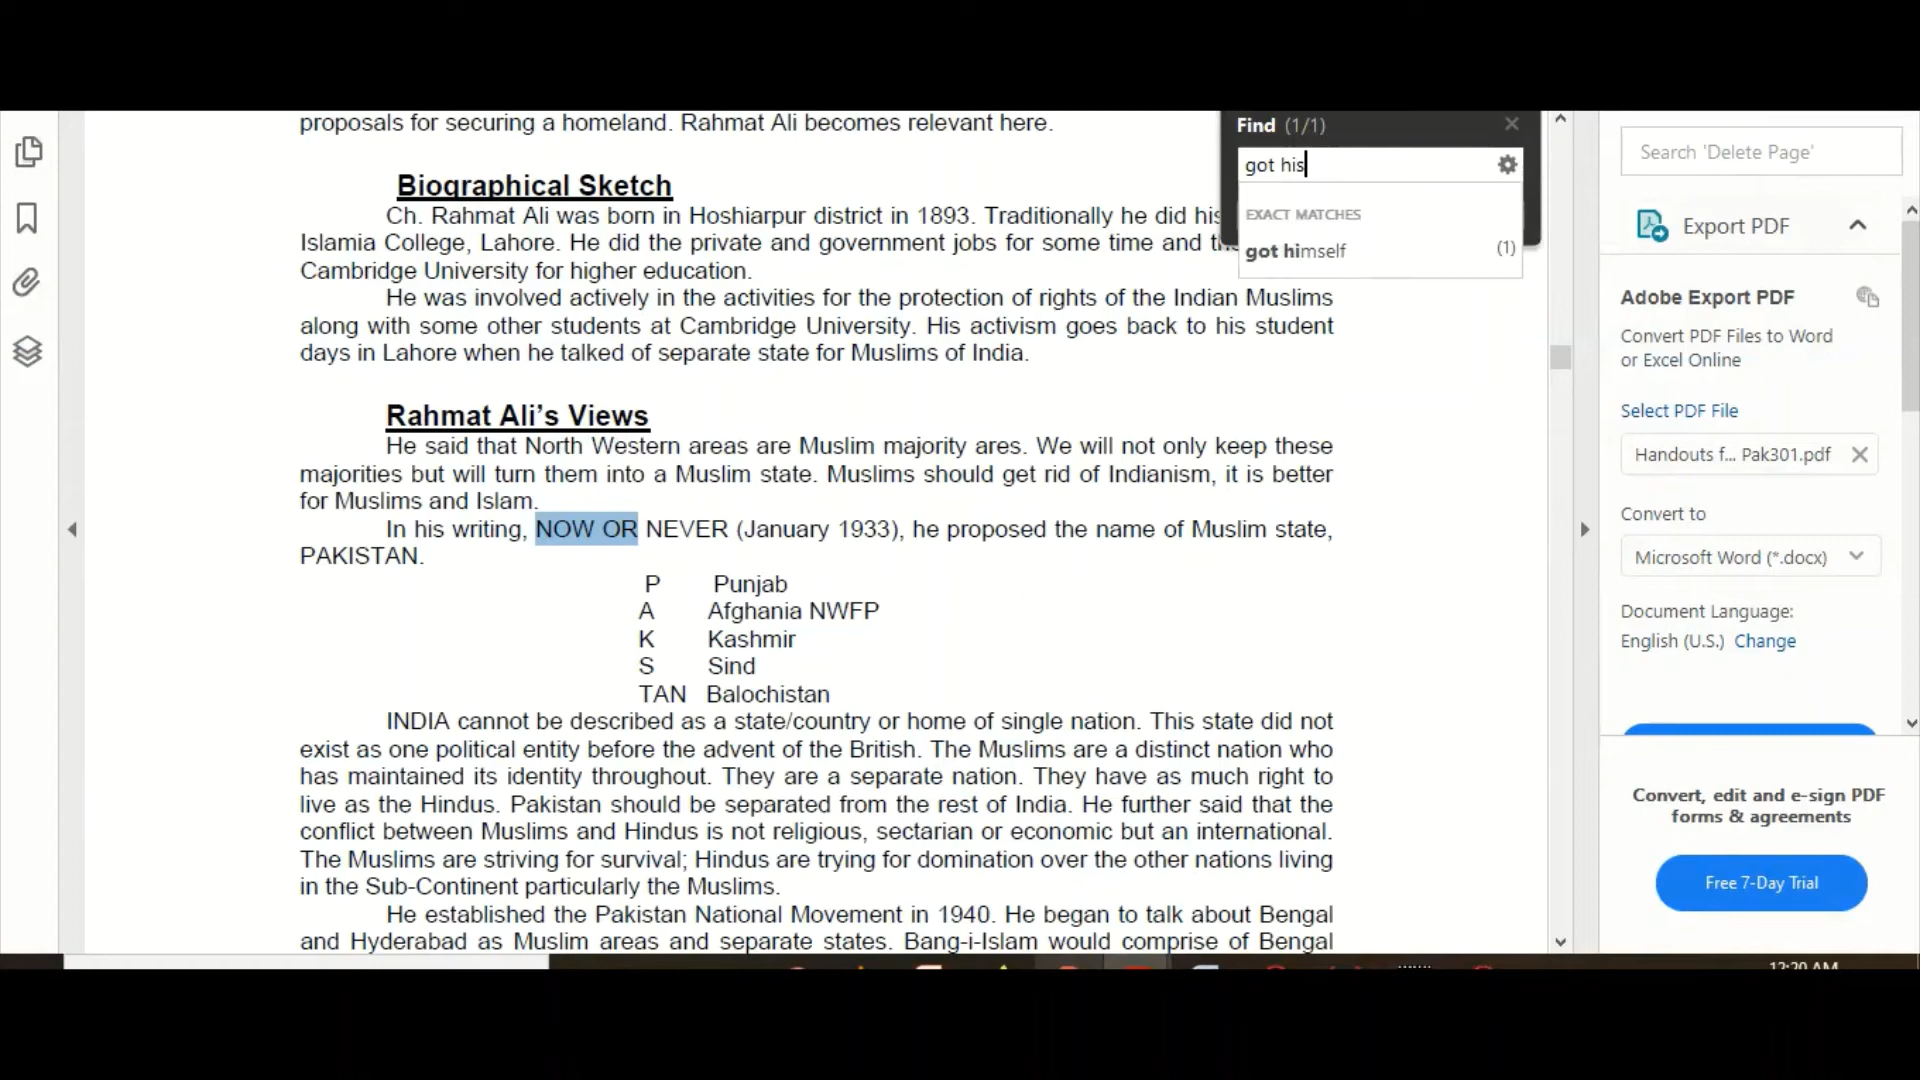 proposals for securing a homeland. Rahmat Ali becomes relevant here.
Biographical Sketch
Ch. Rahmat Ali was born in Hoshiarpur district in 1893. Traditionally he did his
Islamia College, Lahore. He did the private and government jobs for some time and
Cambridge University for higher education.
He was involved actively in the activities for the protection of rights of the Indian Muslims
along with some other students at Cambridge University. His activism goes back to his student
days in Lahore when he talked of separate state for Muslims of India.
Rahmat Ali's Views
He said that North Western areas are Muslim majority ares. We will not only keep these
majorities but will turn them into a Muslim state. Muslims should get rid of Indianism, it is better
for Muslims and Islam.
In his writing, NOW OR NEVER (January 1933), he proposed the name of Muslim state,
PAKISTAN.
P Punjab
A Afghania NWFP
K Kashmir
S Sind
TAN Balochistan
INDIA cannot be described as a state/country or home of single nation. This state did not
exist as one political entity before the advent of the British. The Muslims are a distinct nation who
has maintained its identity throughout. They are a separate nation. They have as much right to
live as the Hindus. Pakistan should be separated from the rest of India. He further said that the
conflict between Muslims and Hindus is not religious, sectarian or economic but an international.
The Muslims are striving for survival; Hindus are trying for domination over the other nations living
in the Sub-Continent particularly the Muslims.
He established the Pakistan National Movement in 1940. He began to talk about Bengal
and Hyderabad as Muslim areas and separate states. Bang-i-Islam would comprise of Bengal
Find (1/1)
got his
EXACT MATCHES
got himself (1)
Search 'Delete Page'
Export PDF
Adobe Export PDF
Convert PDF Files to Word
or Excel Online
Select PDF File
Handouts f... Pak301.pdf
Convert to
Microsoft Word (*.docx)
Document Language:
English (U.S.) Change
Convert, edit and e-sign PDF
forms & agreements
Free 7-Day Trial
12:20 AM